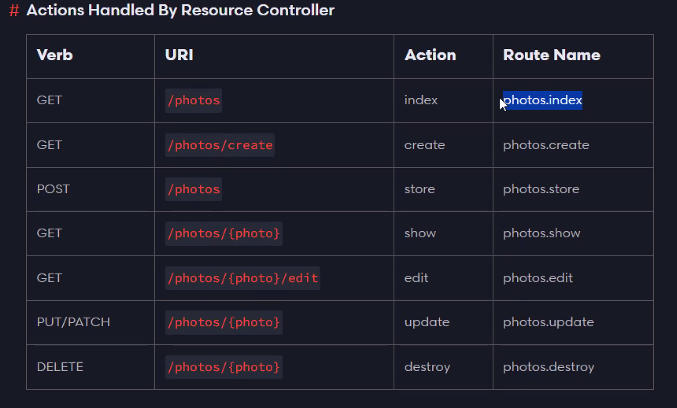 # Actions Handled By Resource Controller
Verb URI Action Route Name
GET /photos index photos.index
GET /photos/create create photos.create
POST /photos store photos.store
GET /photos/{photo} show photos.show
GET /photos/{photo}/edit edit photos.edit
PUT/PATCH /photos/{photo} update photos.update
DELETE /photos/{photo} destroy photos.destroy